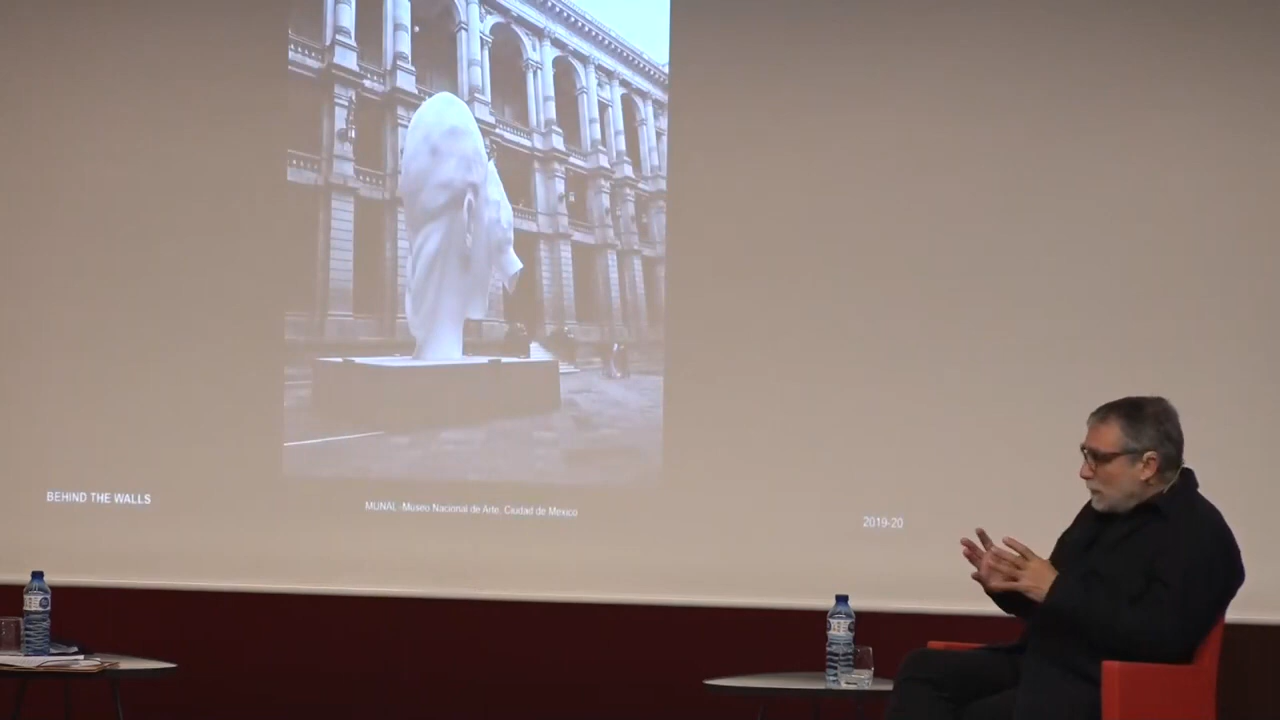 BEHIND THE WALLS
MUNAL -Museo Nacional de Arte, Ciudad de Mexico
2019-20